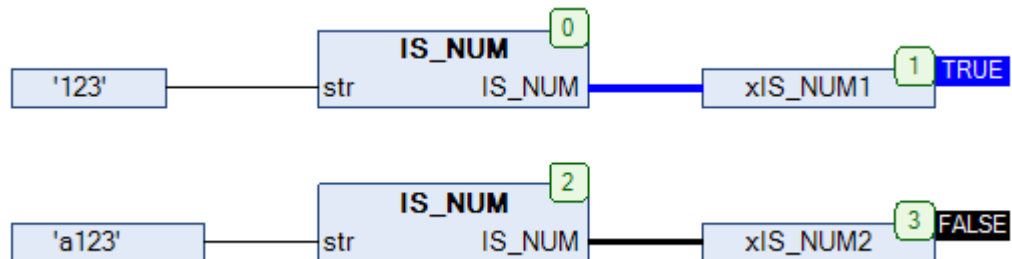 0
IS_NUM
'123' str IS_NUM xIS_NUM1 1 TRUE
2
IS_NUM
'a123' str IS_NUM xIS_NUM2 3 FALSE